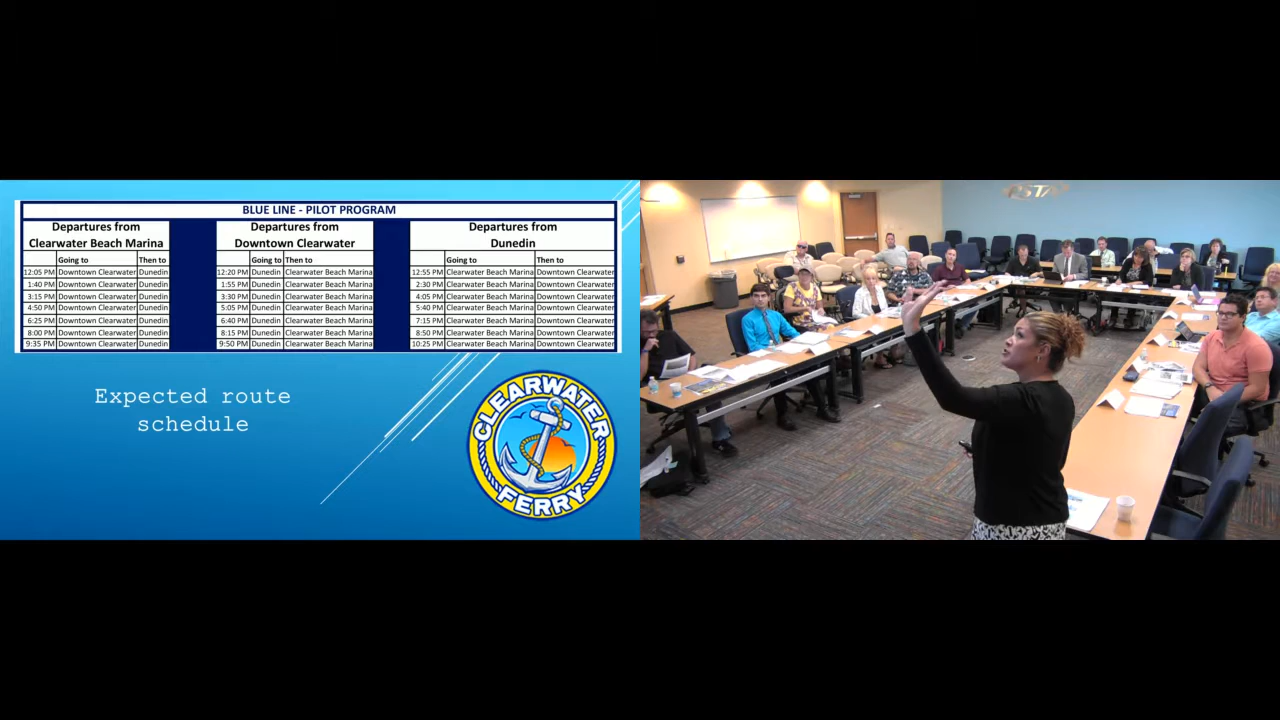 BLUE LINE - PILOT PROGRAM
Departures from
Clearwater Beach Marina
Going to Then to
12:05 PM Downtown Clearwater Dunedin
1:40 PM Downtown Clearwater Dunedin
3:15 PM Downtown Clearwater Dunedin
4:50 PM Downtown Clearwater Dunedin
6:25 PM Downtown Clearwater Dunedin
8:00 PM Downtown Clearwater Dunedin
9:35 PM Downtown Clearwater Dunedin
Departures from
Downtown Clearwater
Going to Then to
12:20 PM Dunedin Clearwater Beach Marina
1:55 PM Dunedin Clearwater Beach Marina
3:30 PM Dunedin Clearwater Beach Marina
5:05 PM Dunedin Clearwater Beach Marina
6:40 PM Dunedin Clearwater Beach Marina
8:15 PM Dunedin Clearwater Beach Marina
9:50 PM Dunedin Clearwater Beach Marina
Departures from
Dunedin
Going to Then to
12:55 PM Clearwater Beach Marina Downtown Clearwater
2:30 PM Clearwater Beach Marina Downtown Clearwater
4:05 PM Clearwater Beach Marina Downtown Clearwater
5:40 PM Clearwater Beach Marina Downtown Clearwater
7:15 PM Clearwater Beach Marina Downtown Clearwater
8:50 PM Clearwater Beach Marina Downtown Clearwater
10:25 PM Clearwater Beach Marina Downtown Clearwater
Expected route
schedule
CLEARWATER
FERRY
PSTA